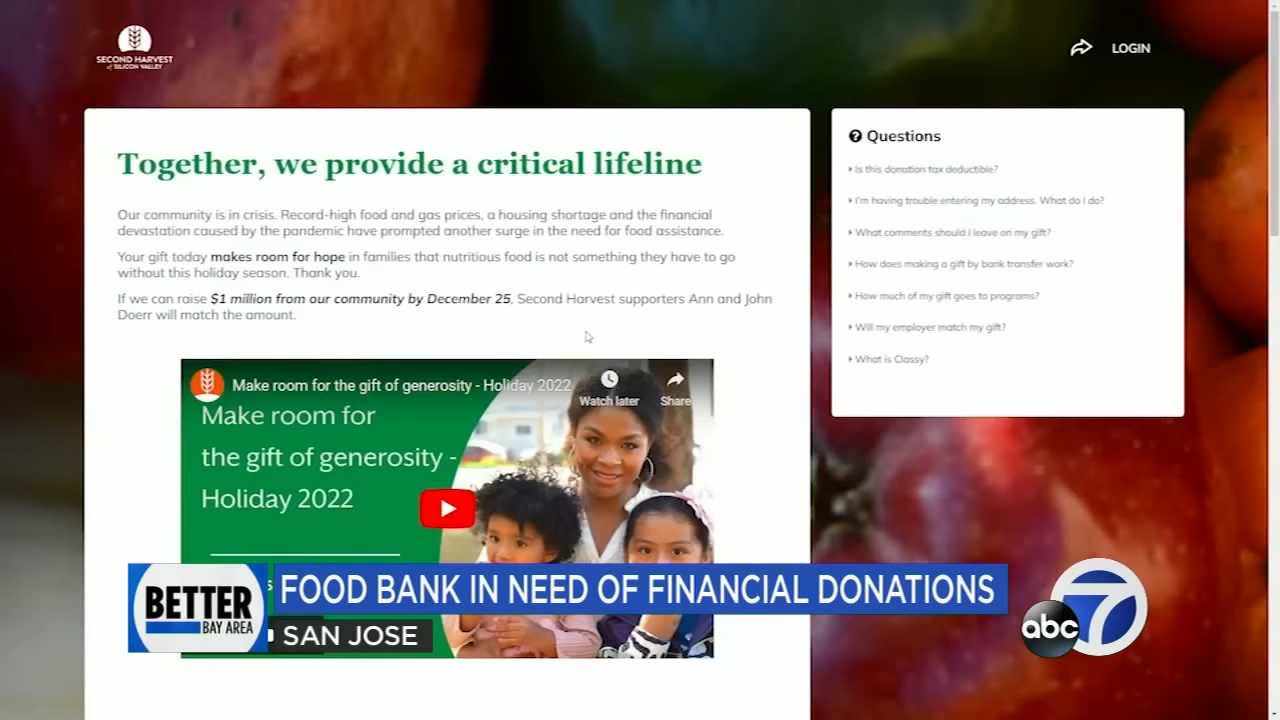 SECOND HARVEST
of SILICON VALLEY
LOGIN
Together, we provide a critical lifeline
Our community is in crisis. Record-high food and gas prices, a housing shortage and the financial
devastation caused by the pandemic have prompted another surge in the need for food assistance.
Your gift today makes room for hope in families that nutritious food is not something they have to go
without this holiday season. Thank you.
If we can raise $1 million from our community by December 25, Second Harvest supporters Ann and John
Doerr will match the amount.
Questions
Is this donation tax deductible?
I'm having trouble entering my address. What do I do?
What comments should I leave on my gift?
How does making a gift by bank transfer work?
How much of my gift goes to programs?
Will my employer match my gift?
What is Classy?
Make room for the gift of generosity - Holiday 2022
Watch later
Share
Make room for
the gift of generosity -
Holiday 2022
BETTER
BAY AREA
FOOD BANK IN NEED OF FINANCIAL DONATIONS
SAN JOSE
abc 7